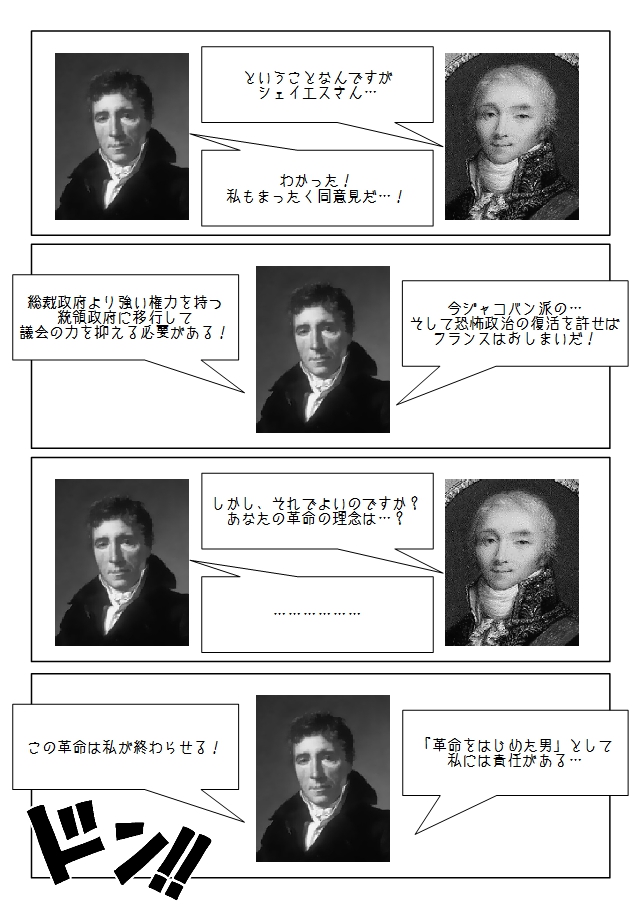 ということなんですが
シェイエスさん…
わかった！
私もまったく同意見だ…！
今ジャコバン派の…
そして恐怖政治の復活を許せば
フランスはおしまいだ！
総裁政府より強い権力を持つ
統領政府に移行して
議会の力を抑える必要がある！
しかし、それでよいのですか？
あなたの革命の理念は…？
………………
『革命をはじめた男』として
私には責任がある…
この革命は私が終わらせる！
ドン!!